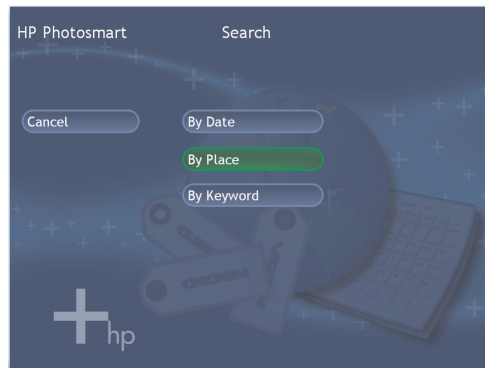 HP Photosmart
Search
Cancel
By Date
By Place
By Keyword
hp